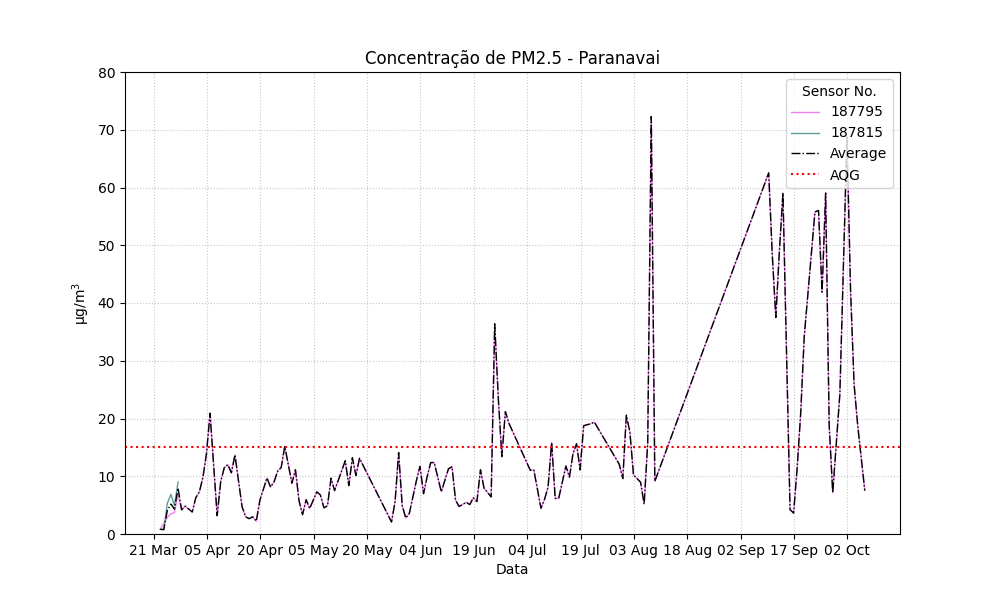 Concentração de PM2.5 - Paranavai
80
70
60
50
40
30
20
10
0
µg/m³
Sensor No.
187795
187815
Average
AQG
21 Mar 05 Apr 20 Apr 05 May 20 May 04 Jun 19 Jun 04 Jul 19 Jul 03 Aug 18 Aug 02 Sep 17 Sep 02 Oct
Data